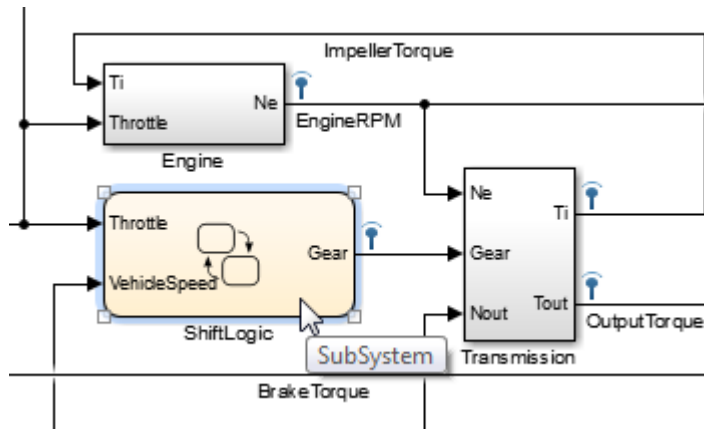 ImpellerTorque
Ti
Ne
Throttle
EngineRPM
Engine
Ne
Ti
Throttle
Gear
Gear
VehicleSpeed
Nout
Tout
OutputTorque
ShiftLogic
SubSystem
Transmission
BrakeTorque